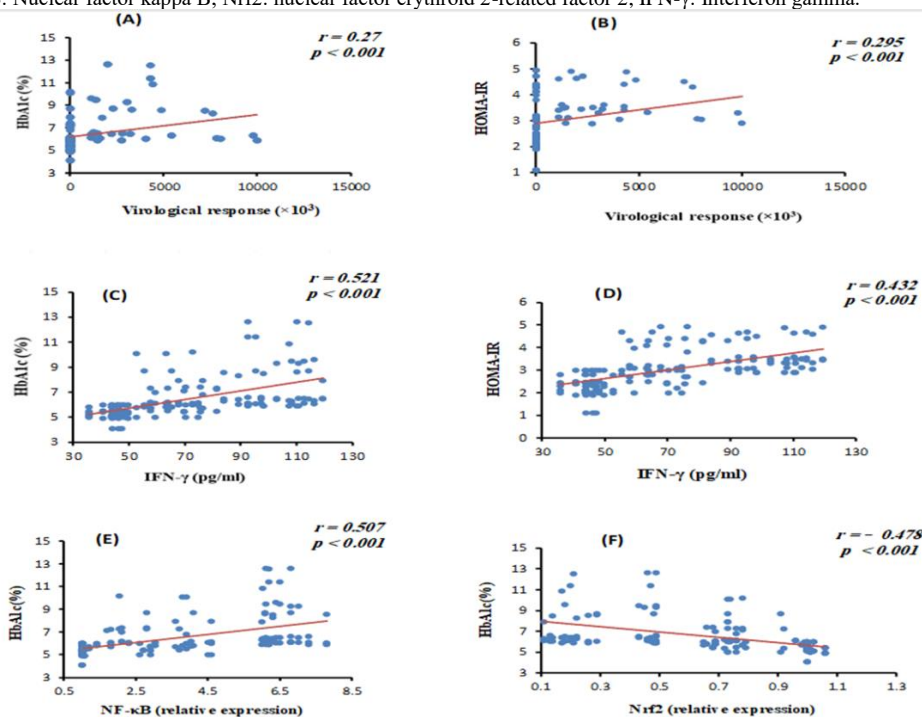 : Nuclear factor kappa B; Nrf2: nuclear factor erythroid 2-related factor 2; IFN-γ: Interferon gamma.
(A)
r = 0.27
p < 0.001
HbA1c(%)
15
13
11
9
7
5
3
0
5000
10000
15000
Virological response (×10³)
(B)
r = 0.295
p < 0.001
HOMA-IR
6
5
4
3
2
1
0
5000
10000
15000
Virological response (×10³)
(C)
r = 0.521
p < 0.001
HbA1c(%)
15
13
11
9
7
5
3
30
50
70
90
110
130
IFN-γ (pg/ml)
(D)
r = 0.432
p < 0.001
HOMA-IR
6
5
4
3
2
1
0
30
50
70
90
110
130
IFN-γ (pg/ml)
(E)
r = 0.507
p < 0.001
HbA1c(%)
15
13
11
9
7
5
3
0.5
2.5
4.5
6.5
8.5
NF-κB (relative expression)
(F)
r = - 0.478
p < 0.001
HbA1c(%)
15
13
11
9
7
5
3
0.1
0.3
0.5
0.7
0.9
1.1
1.3
Nrf2 (relative expression)